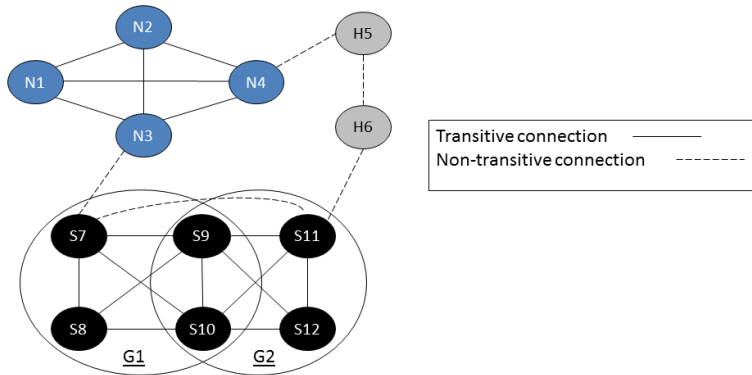 N2
H5
N1
N4
H6
N3
Transitive connection
Non-transitive connection
S7
S9
S11
S8
S10
S12
G1
G2